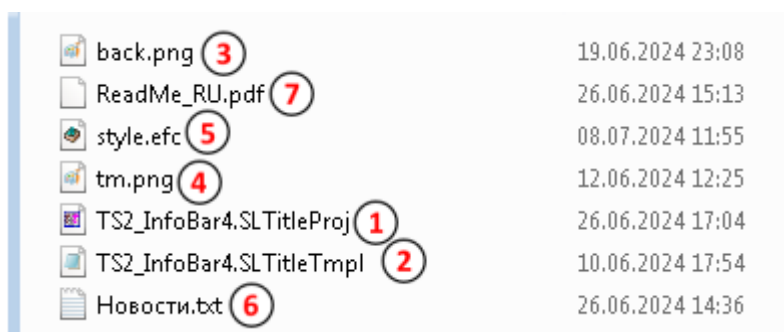 back.png 3 19.06.2024 23:08
ReadMe_RU.pdf 7 26.06.2024 15:13
style.efc 5 08.07.2024 11:55
tm.png 4 12.06.2024 12:25
TS2_InfoBar4.SLTitleProj 1 26.06.2024 17:04
TS2_InfoBar4.SLTitleTmpl 2 10.06.2024 17:54
Новости.txt 6 26.06.2024 14:36